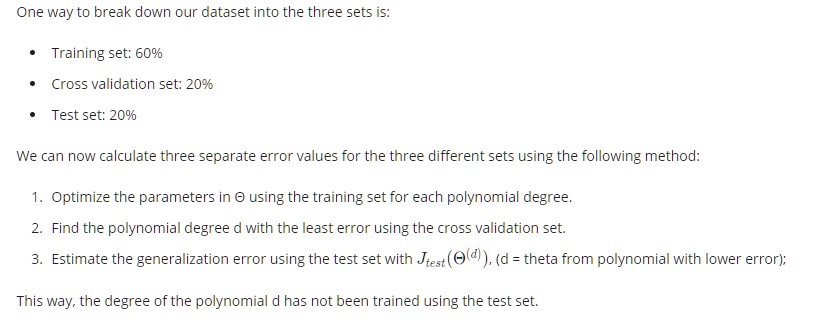 One way to break down our dataset into the three sets is:
• Training set: 60%
• Cross validation set: 20%
• Test set: 20%
We can now calculate three separate error values for the three different sets using the following method:
1. Optimize the parameters in Θ using the training set for each polynomial degree.
2. Find the polynomial degree d with the least error using the cross validation set.
3. Estimate the generalization error using the test set with J_{test}(Θ^{(d)}), (d = theta from polynomial with lower error);
This way, the degree of the polynomial d has not been trained using the test set.